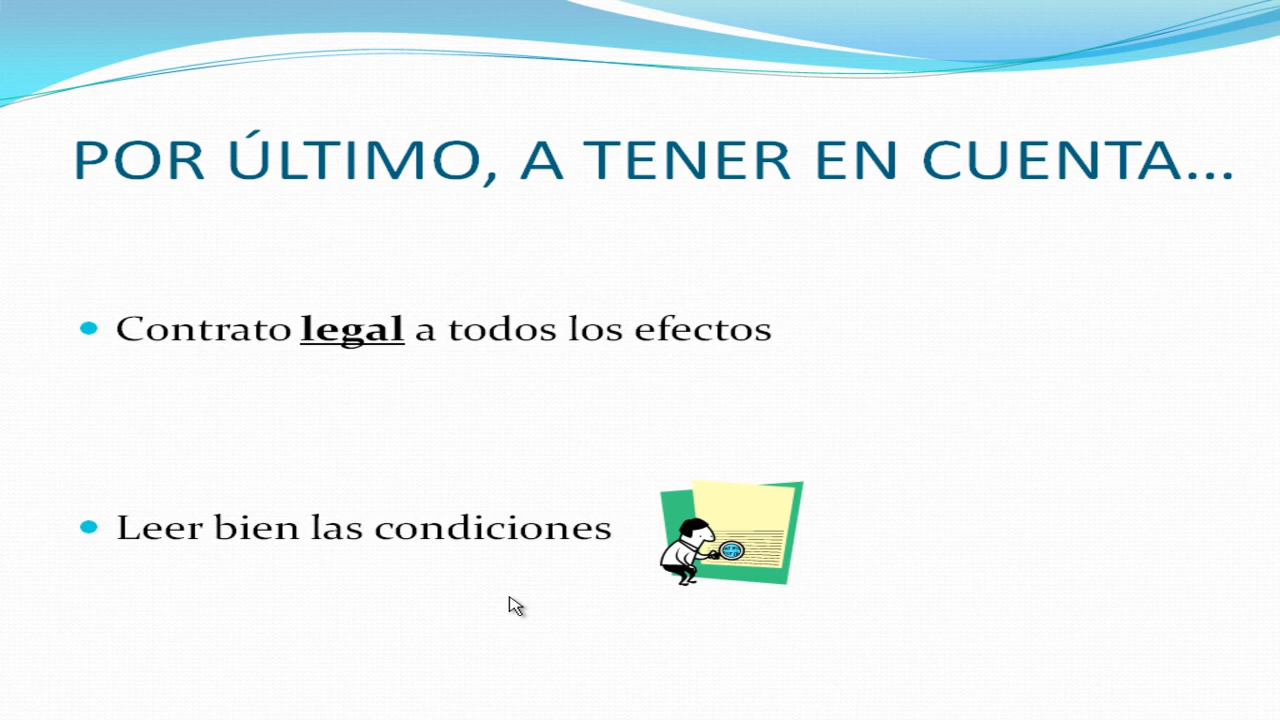 POR ÚLTIMO, A TENER EN CUENTA...
Contrato legal a todos los efectos
Leer bien las condiciones